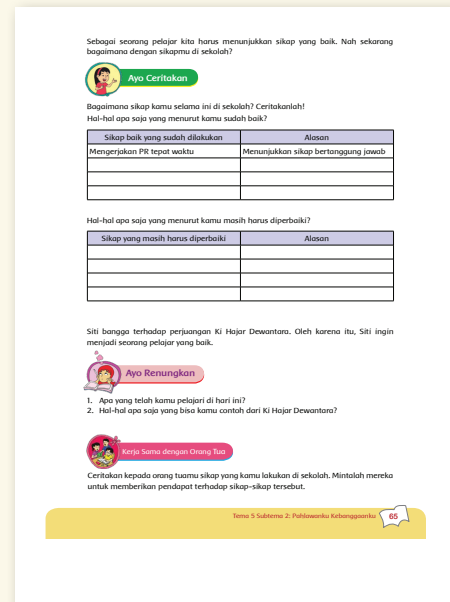 Sebagai seorang pelajar kita harus menunjukkan sikap yang baik. Nah sekarang
bagaimana dengan sikapmu di sekolah?
Ayo Ceritakan
Bagaimana sikap kamu selama ini di sekolah? Ceritakanlah!
Hal-hal apa saja yang menurut kamu sudah baik?
Sikap baik yang sudah dilakukan Alasan
Mengerjakan PR tepat waktu Menunjukkan sikap bertanggung jawab
Hal-hal apa saja yang menurut kamu masih harus diperbaiki?
Sikap yang masih harus diperbaiki Alasan
Siti bangga terhadap perjuangan Ki Hajar Dewantara. Oleh karena itu, Siti ingin
menjadi seorang pelajar yang baik.
Ayo Renungkan
1. Apa yang telah kamu pelajari di hari ini?
2. Hal-hal apa saja yang bisa kamu contoh dari Ki Hajar Dewantara?
Kerja Sama dengan Orang Tua
Ceritakan kepada orang tuamu sikap yang kamu lakukan di sekolah. Mintalah mereka
untuk memberikan pendapat terhadap sikap-sikap tersebut.
Tema 5 Subtema 2: Pahlawanku Kebanggaanku 65